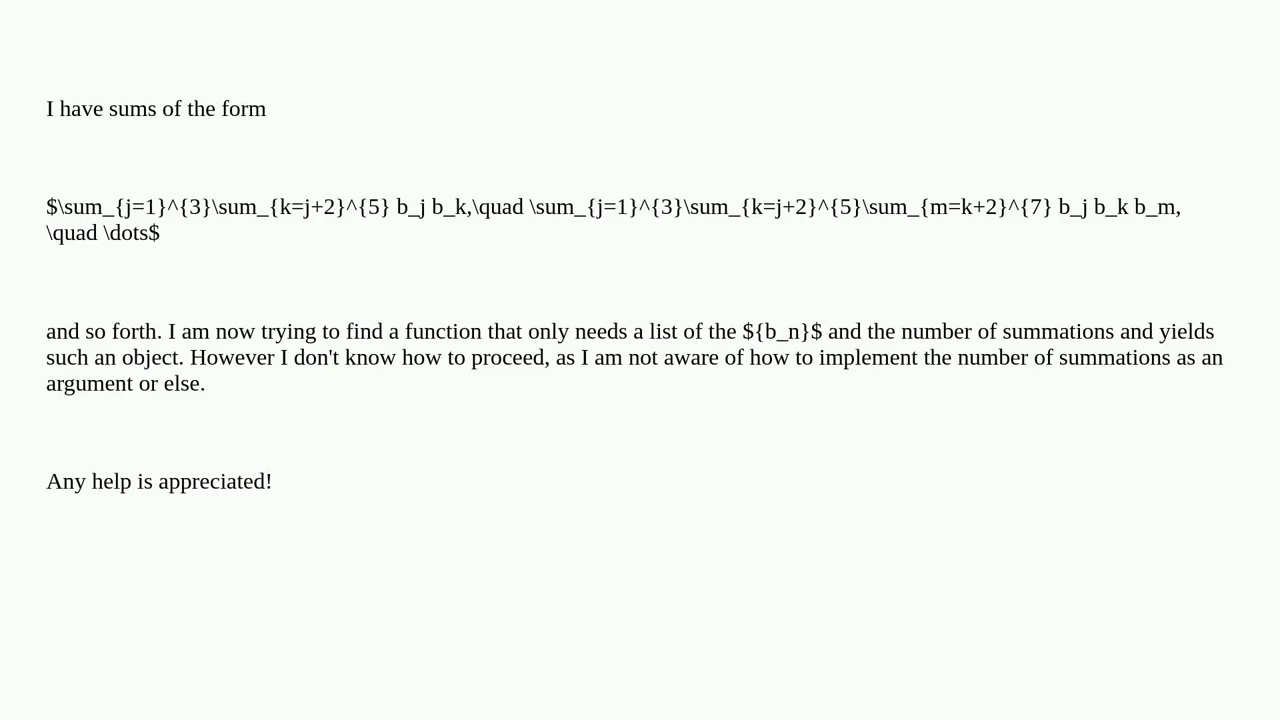 I have sums of the form
$\sum_{j=1}^{3}\sum_{k=j+2}^{5} b_j b_k,\quad \sum_{j=1}^{3}\sum_{k=j+2}^{5}\sum_{m=k+2}^{7} b_j b_k b_m,
\quad \dots$
and so forth. I am now trying to find a function that only needs a list of the ${b_n}$ and the number of summations and yields
such an object. However I don't know how to proceed, as I am not aware of how to implement the number of summations as an
argument or else.
Any help is appreciated!